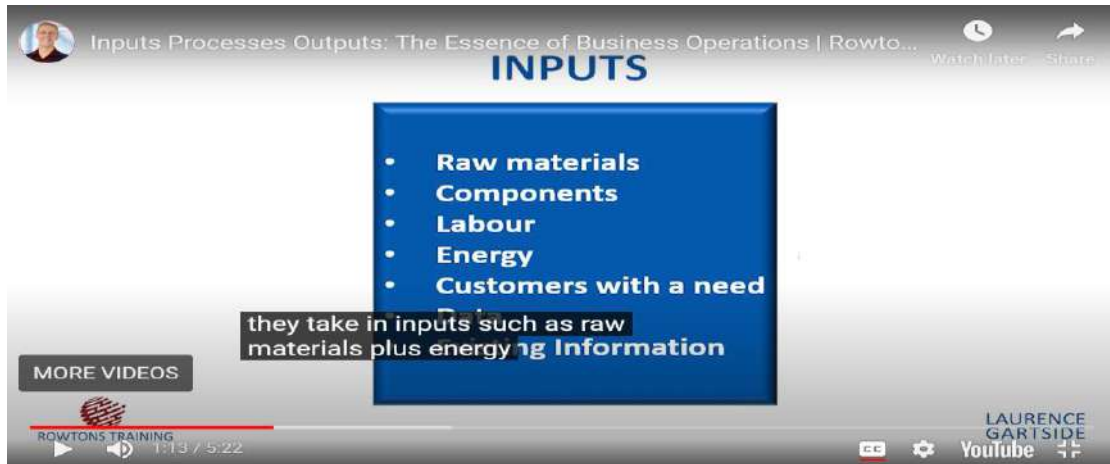 Inputs Processes Outputs: The Essence of Business Operations | Rowto...
Watch later
Share
INPUTS
• Raw materials
• Components
• Labour
• Energy
• Customers with a need
• Data
ng Information
they take in inputs such as raw
materials plus energy
MORE VIDEOS
ROWTONS TRAINING
1:13 / 5:22
LAURENCE
GARTSIDE
CC
YouTube